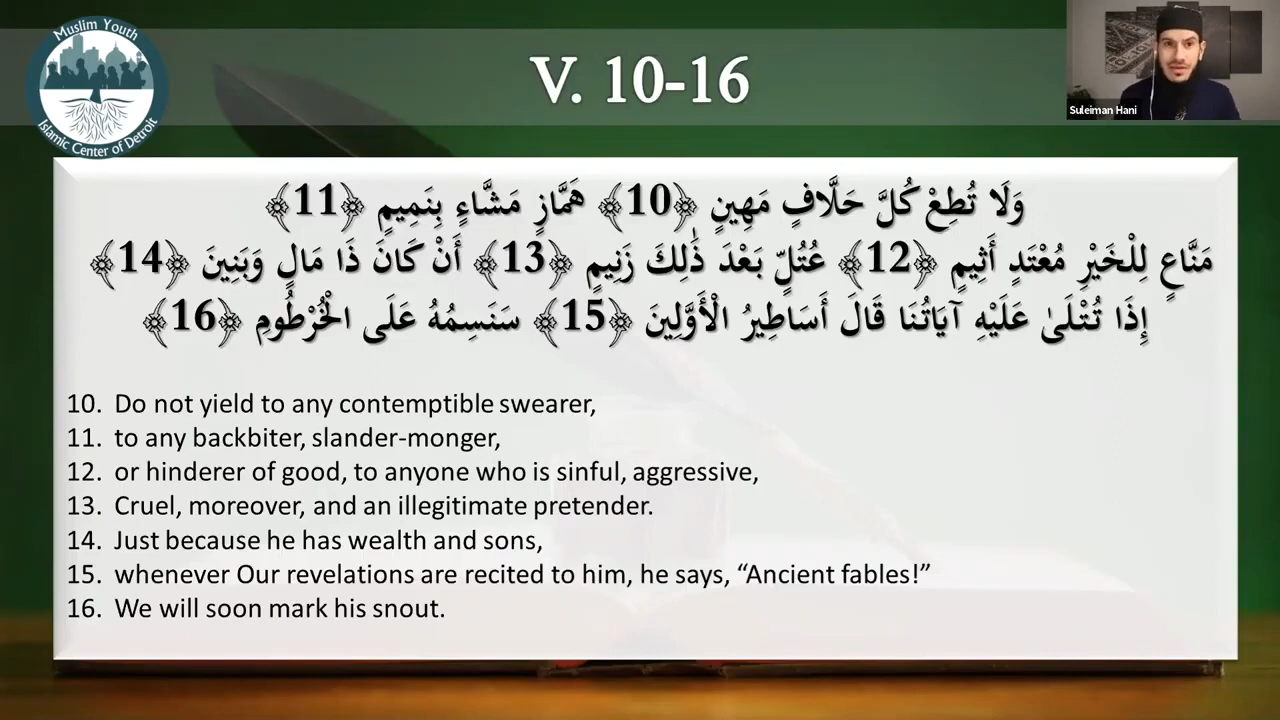 Muslim Youth
Islamic Center of Detroit
V. 10-16
Suleiman Hani
وَلَا تُطِعْ كُلَّ حَلَّافٍ مَهِينٍ ﴿10﴾ هَمَّازٍ مَشَّاءٍ بِنَمِيمٍ ﴿11﴾
مَنَّاعٍ لِلْخَيْرِ مُعْتَدٍ أَثِيمٍ ﴿12﴾ عُتُلٍّ بَعْدَ ذَٰلِكَ زَنِيمٍ ﴿13﴾ أَنْ كَانَ ذَا مَالٍ وَبَنِينَ ﴿14﴾
إِذَا تُتْلَىٰ عَلَيْهِ آيَاتُنَا قَالَ أَسَاطِيرُ الْأَوَّلِينَ ﴿15﴾ سَنَسِمُهُ عَلَى الْخُرْطُومِ ﴿16﴾
10. Do not yield to any contemptible swearer,
11. to any backbiter, slander-monger,
12. or hinderer of good, to anyone who is sinful, aggressive,
13. Cruel, moreover, and an illegitimate pretender.
14. Just because he has wealth and sons,
15. whenever Our revelations are recited to him, he says, “Ancient fables!”
16. We will soon mark his snout.